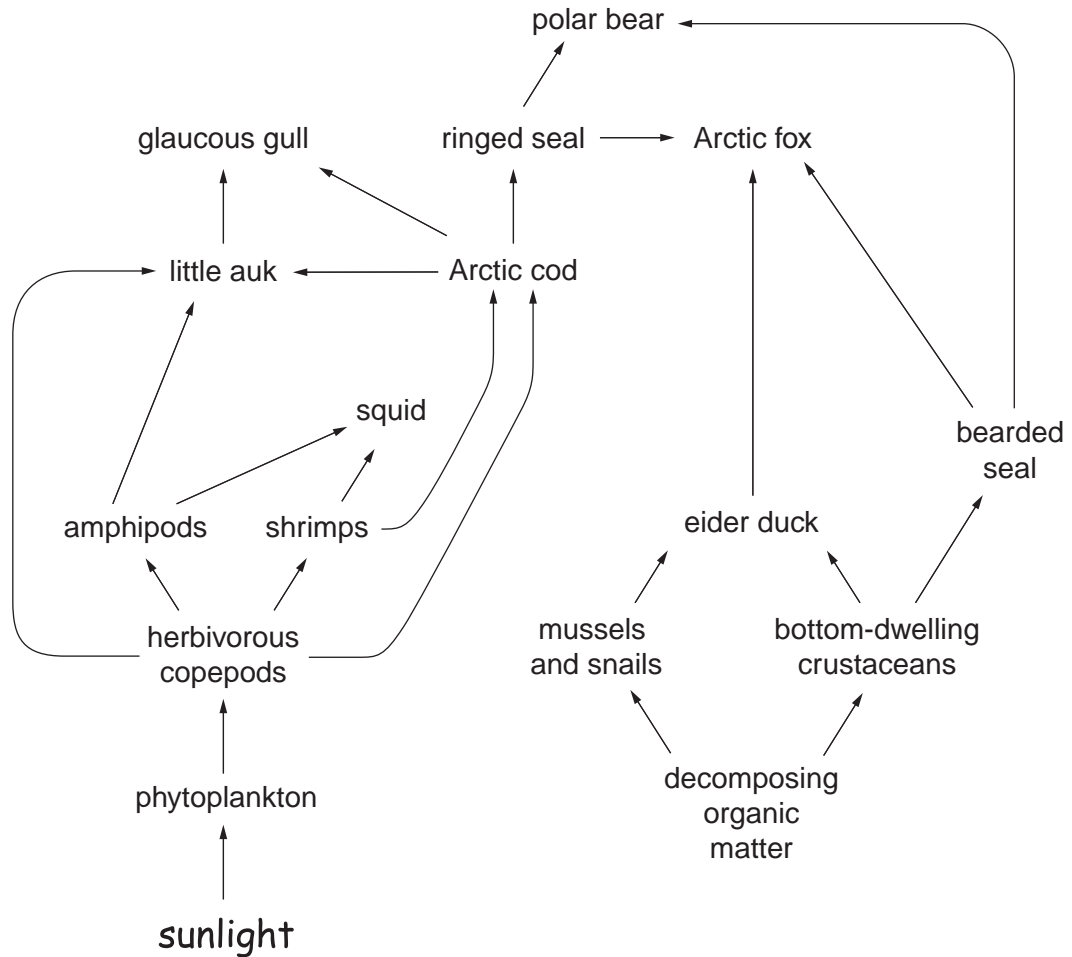 polar bear
glaucous gull
ringed seal
Arctic fox
little auk
Arctic cod
squid
bearded
seal
amphipods
shrimps
eider duck
herbivorous
copepods
mussels
and snails
bottom-dwelling
crustaceans
phytoplankton
decomposing
organic
matter
sunlight